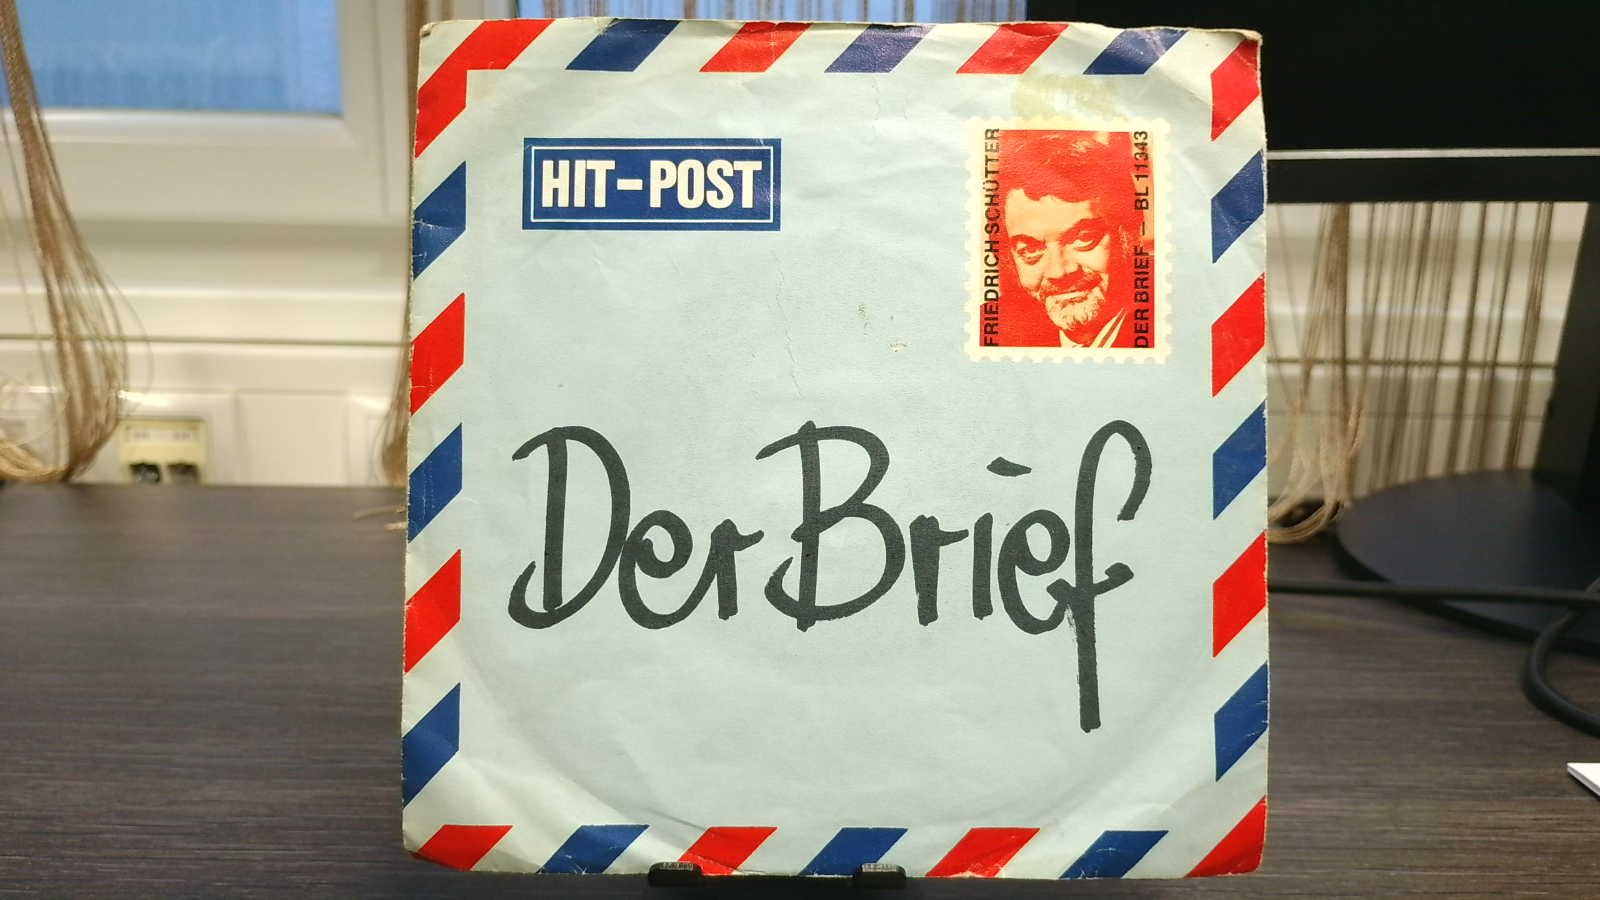 HIT-POST
FRIEDRICH SCHÜTTER
DER BRIEF - BL 11343
Der Brief